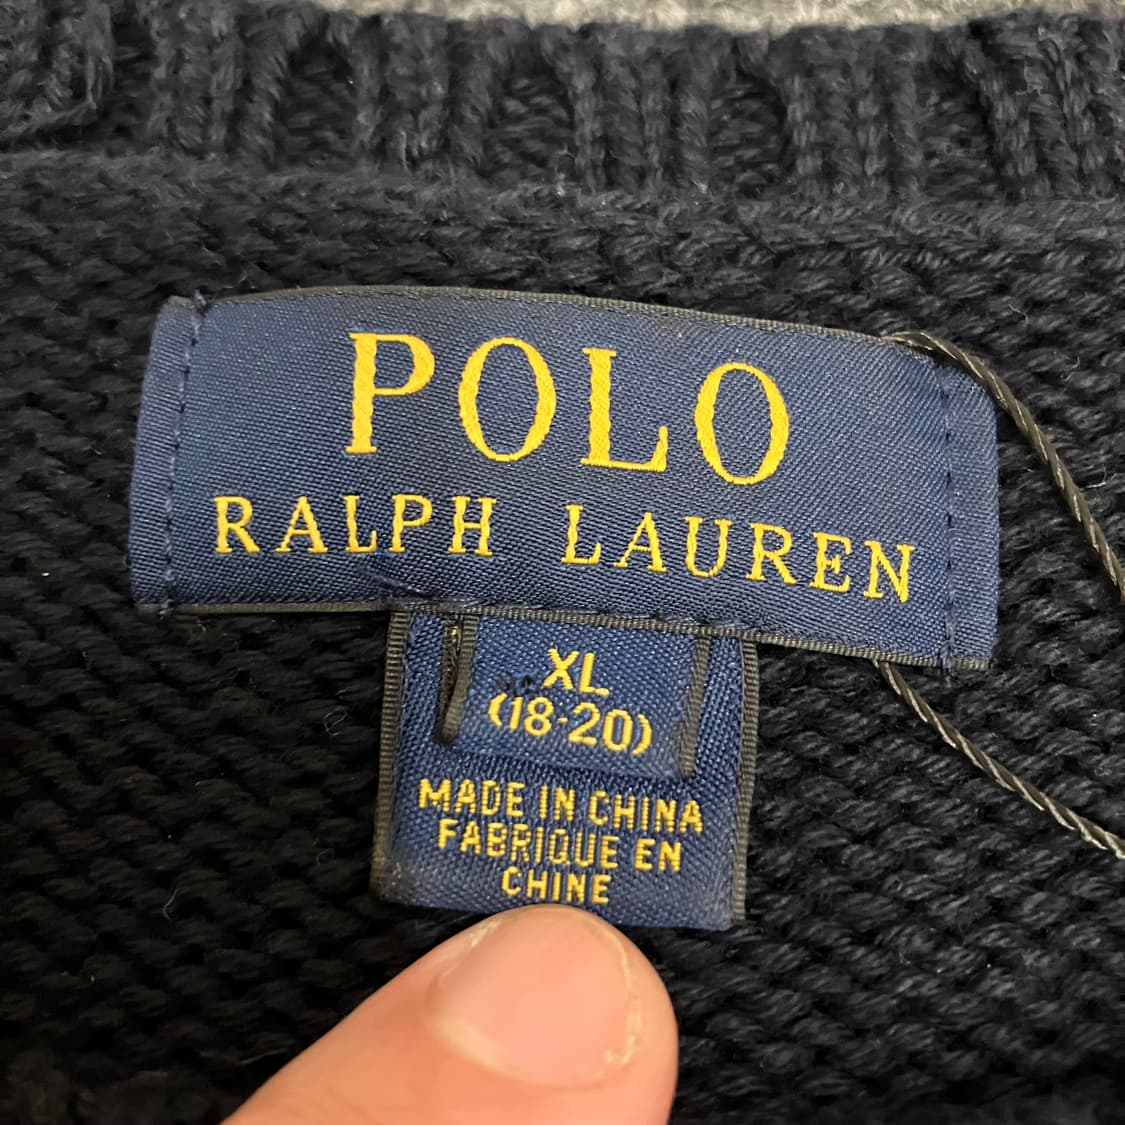 POLO
RALPH LAUREN
XL
(18-20)
MADE IN CHINA
FABRIQUE EN
CHINE